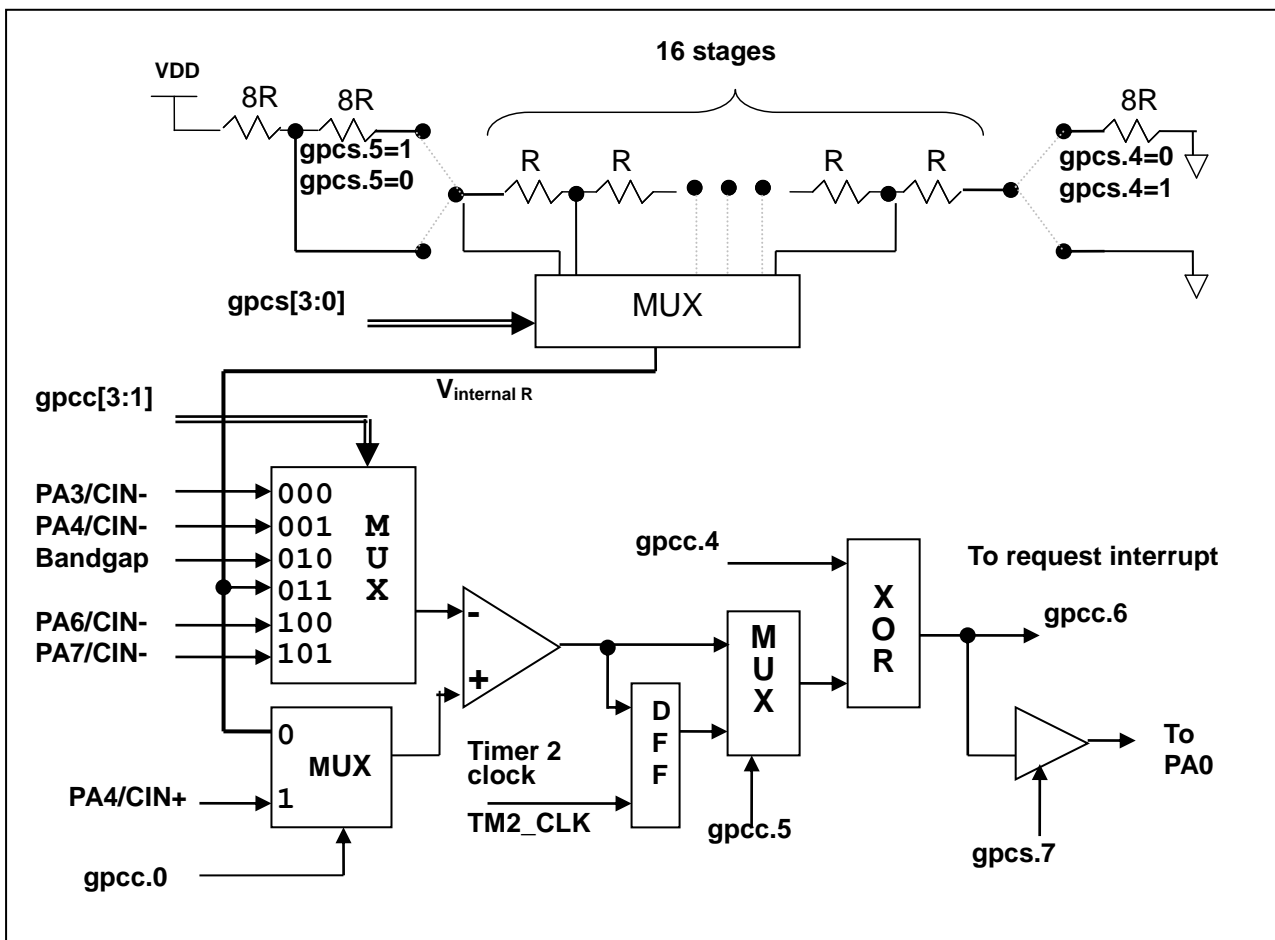 16 stages
VDD
8R
8R
8R
gpcs.5=1
gpcs.5=0
R
R
R
R
gpcs.4=0
gpcs.4=1
gpcs[3:0]
MUX
Vinternal R
gpcc[3:1]
PA3/CIN-
PA4/CIN-
Bandgap
PA6/CIN-
PA7/CIN-
000
001
010
011
100
101
M
U
X
-
+
0
1
MUX
PA4/CIN+
gpcc.0
Timer 2
clock
TM2_CLK
D
F
F
M
U
X
gpcc.5
gpcc.4
X
O
R
To request interrupt
gpcc.6
To
PA0
gpcs.7